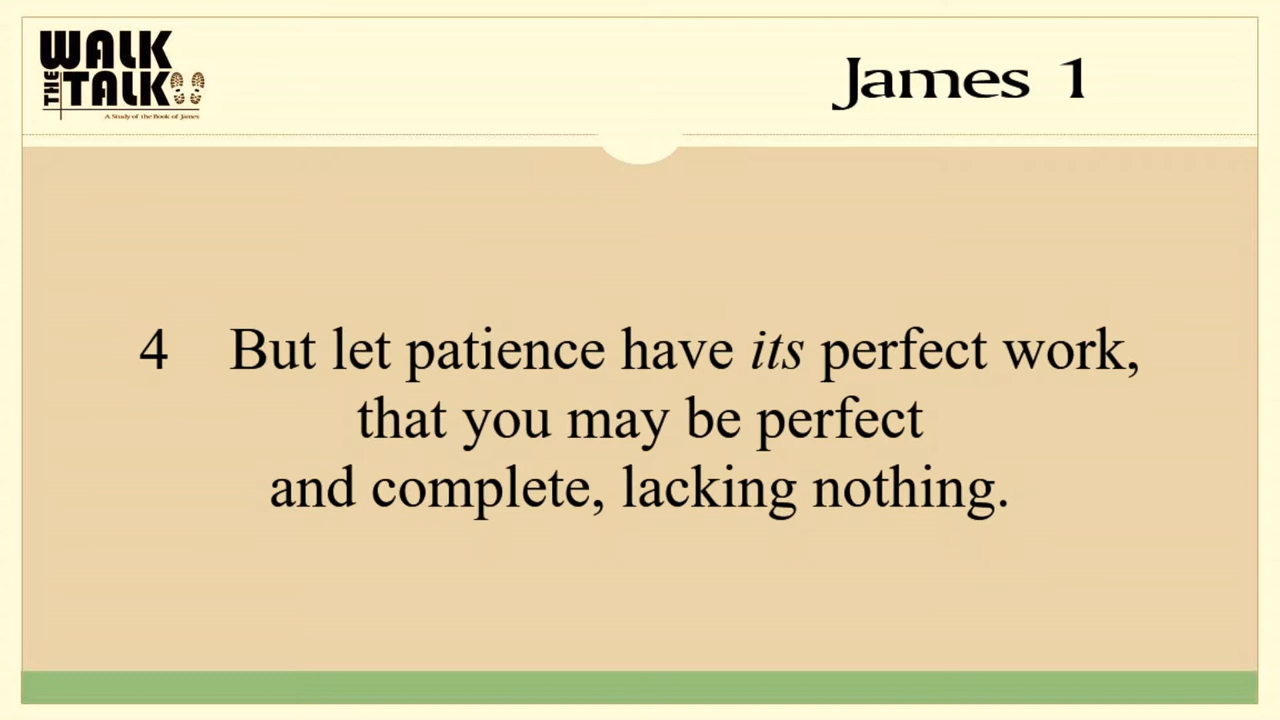 WALK
THE TALK
A Study of the Book of James
James 1
4 But let patience have its perfect work,
that you may be perfect
and complete, lacking nothing.